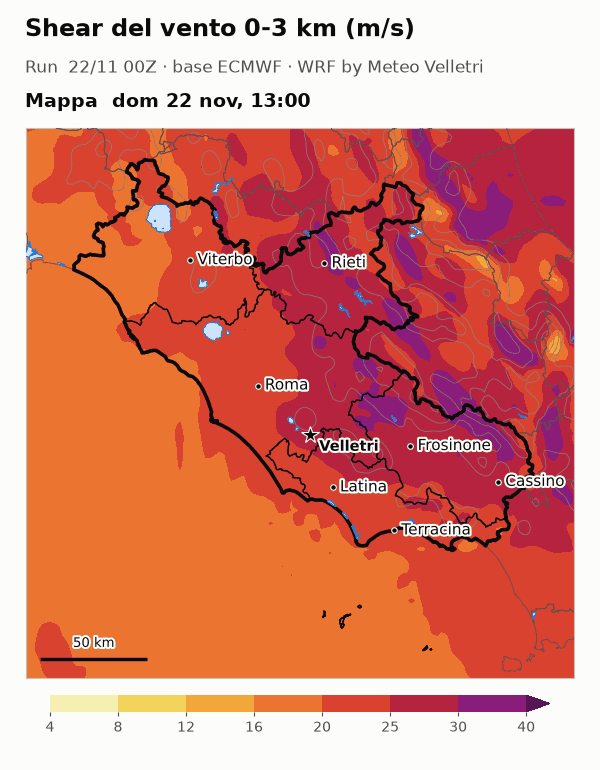 Shear del vento 0-3 km (m/s)
Run  22/11 00Z · base ECMWF · WRF by Meteo Velletri
Mappa  dom 22 nov, 13:00
Viterbo
Rieti
Roma
Velletri
Frosinone
Cassino
Latina
Terracina
50 km
4 8 12 16 20 25 30 40